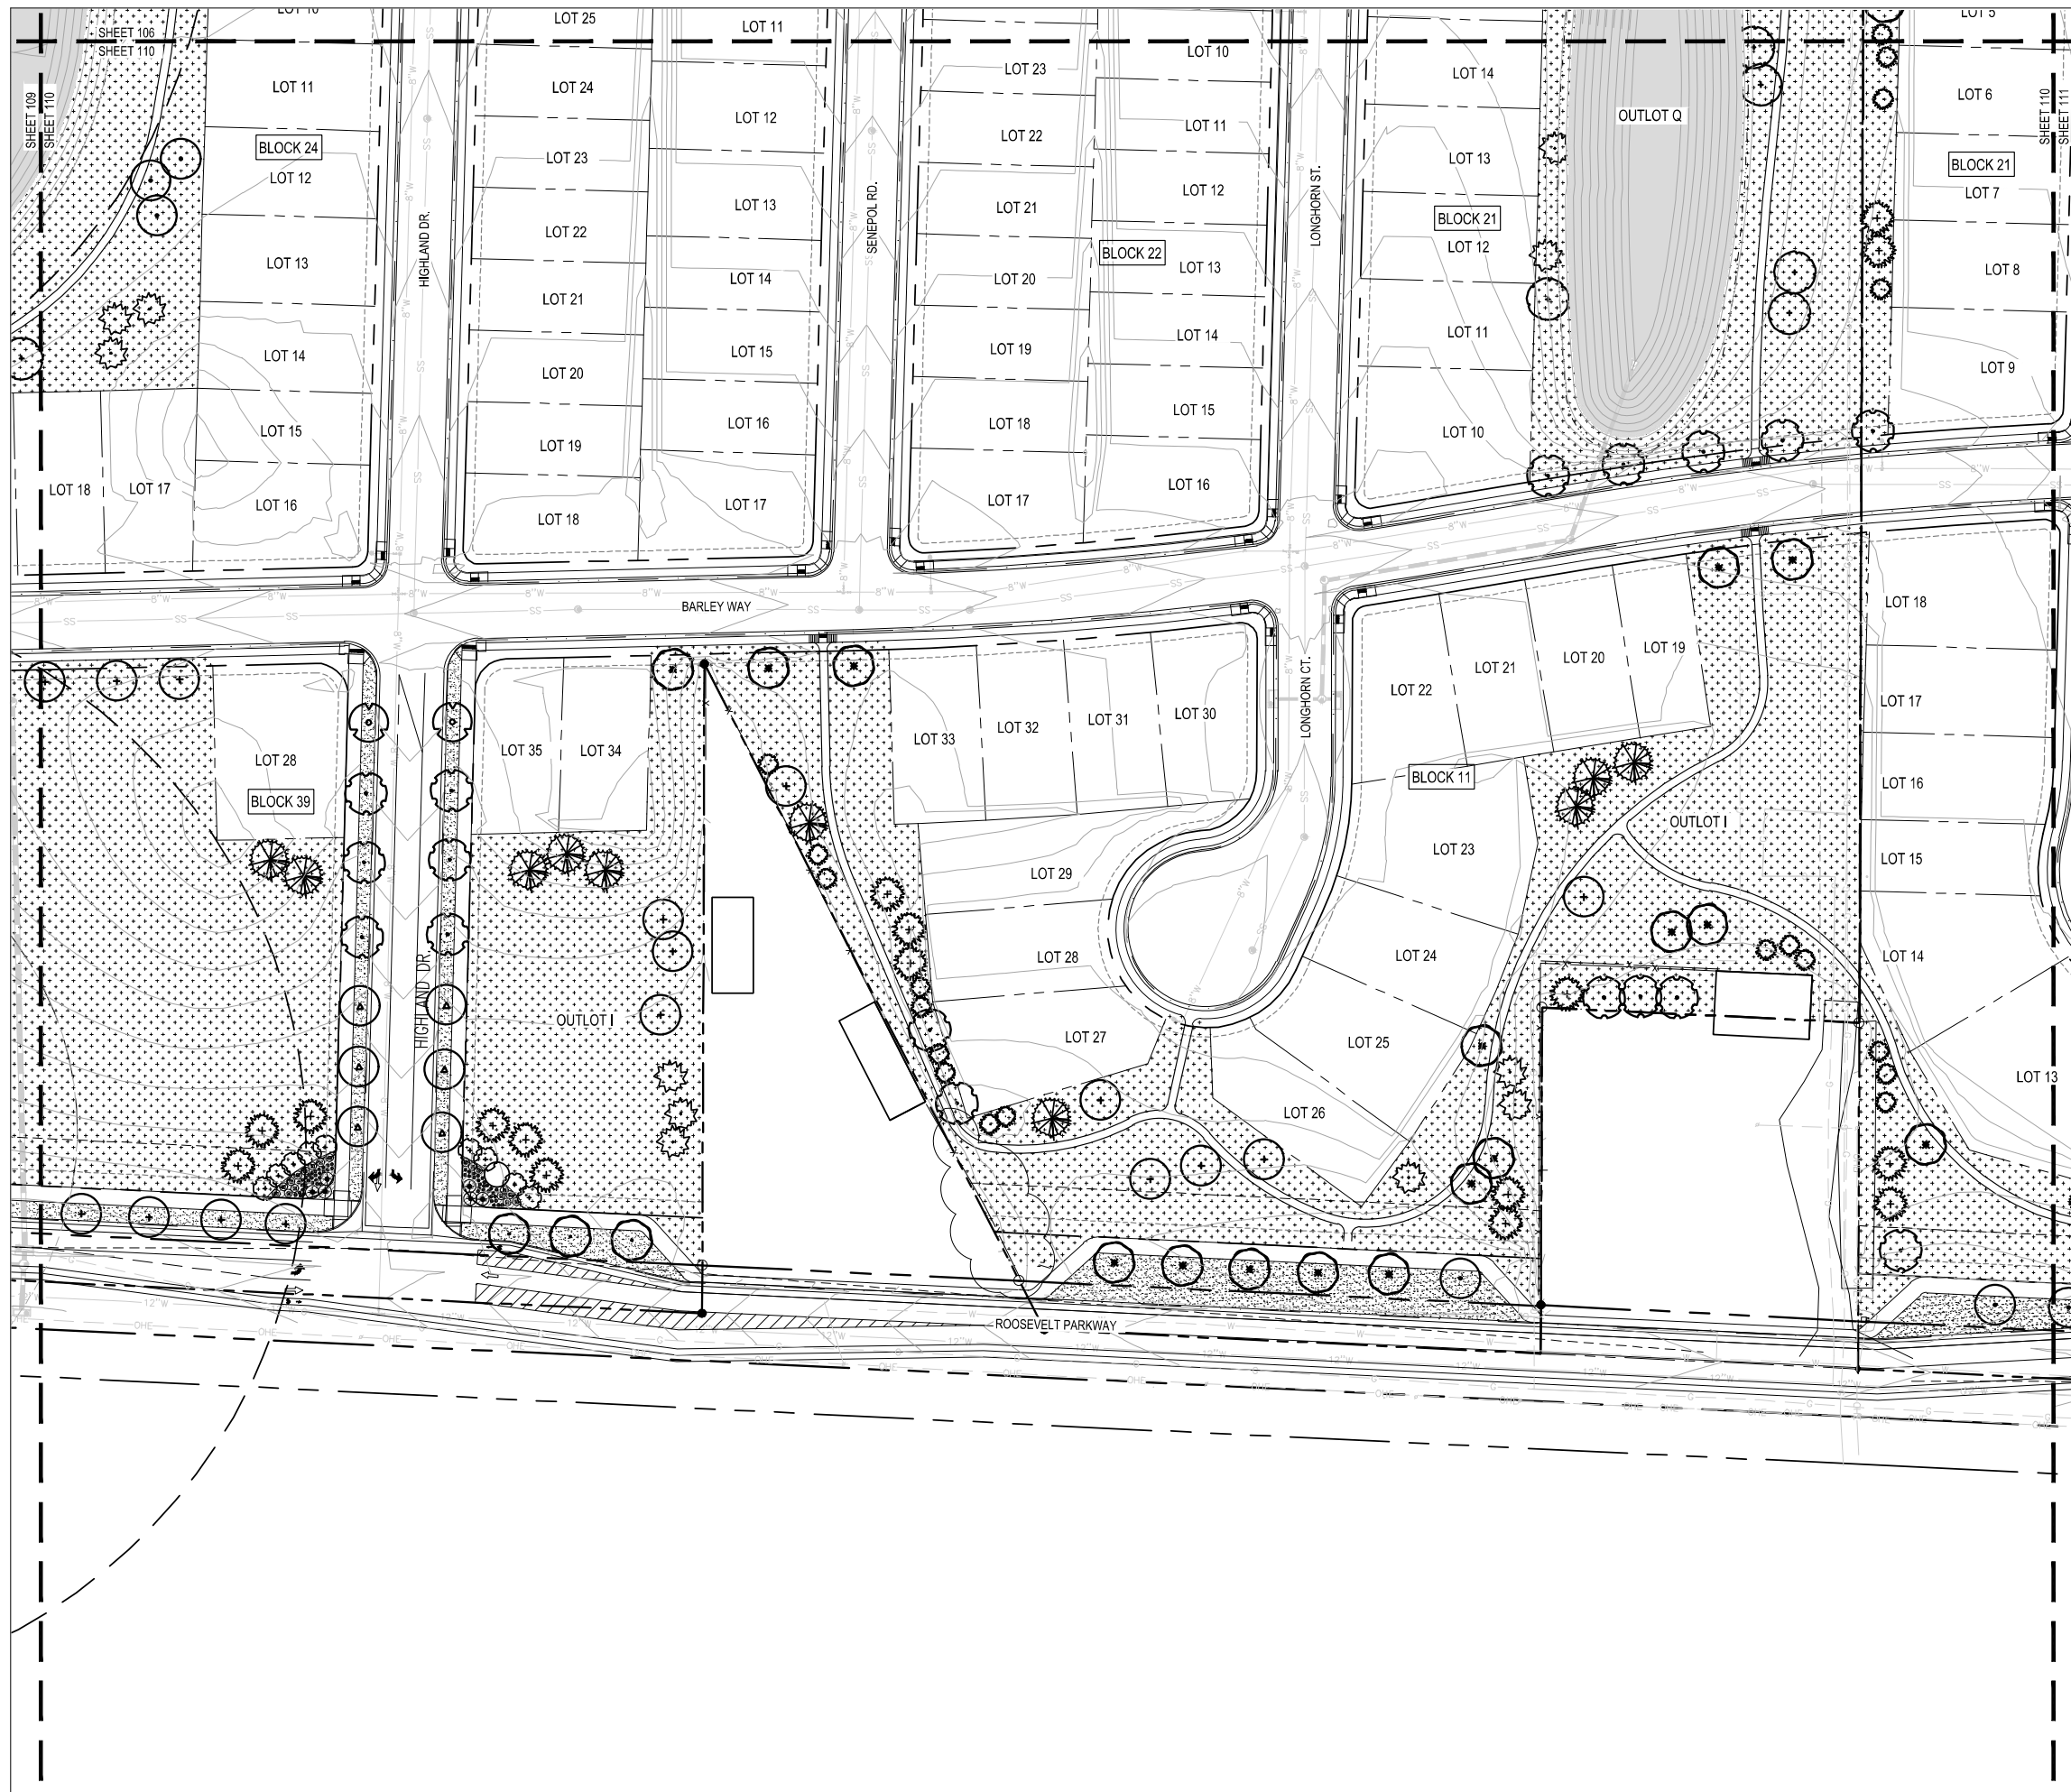 LOT 10
LOT 25
LOT 11
LOT 5
SHEET 106
SHEET 110
LOT 10
LOT 23
LOT 14
LOT 11
LOT 24
LOT 6
SHEET 109
SHEET 110
SHEET 110
SHEET 111
OUTLOT Q
LOT 12
LOT 11
LOT 22
BLOCK 24
LOT 23
LOT 13
BLOCK 21
LOT 12
LOT 12
LOT 7
LOT 13
LOT 21
BLOCK 21
LOT 22
SENEPOL RD.
LONGHORN ST.
HIGHLAND DR.
BLOCK 22
LOT 12
LOT 13
LOT 13
LOT 14
LOT 20
LOT 8
LOT 21
LOT 11
LOT 14
LOT 14
LOT 15
LOT 19
LOT 9
LOT 20
LOT 15
LOT 16
LOT 18
LOT 15
LOT 10
LOT 19
LOT 18
LOT 17
LOT 16
LOT 18
LOT 17
LOT 17
LOT 16
8"W
SS
BARLEY WAY
LOT 18
LOT 19
LOT 20
LOT 21
LOT 22
LOT 17
LONGHORN CT.
LOT 30
LOT 31
LOT 32
LOT 33
LOT 35
LOT 34
LOT 28
BLOCK 39
BLOCK 11
LOT 16
OUTLOT I
LOT 23
LOT 15
LOT 29
LOT 28
LOT 24
LOT 14
HIGHLAND DR.
OUTLOT I
LOT 27
LOT 25
LOT 13
LOT 26
12"W
ROOSEVELT PARKWAY
OHE
G